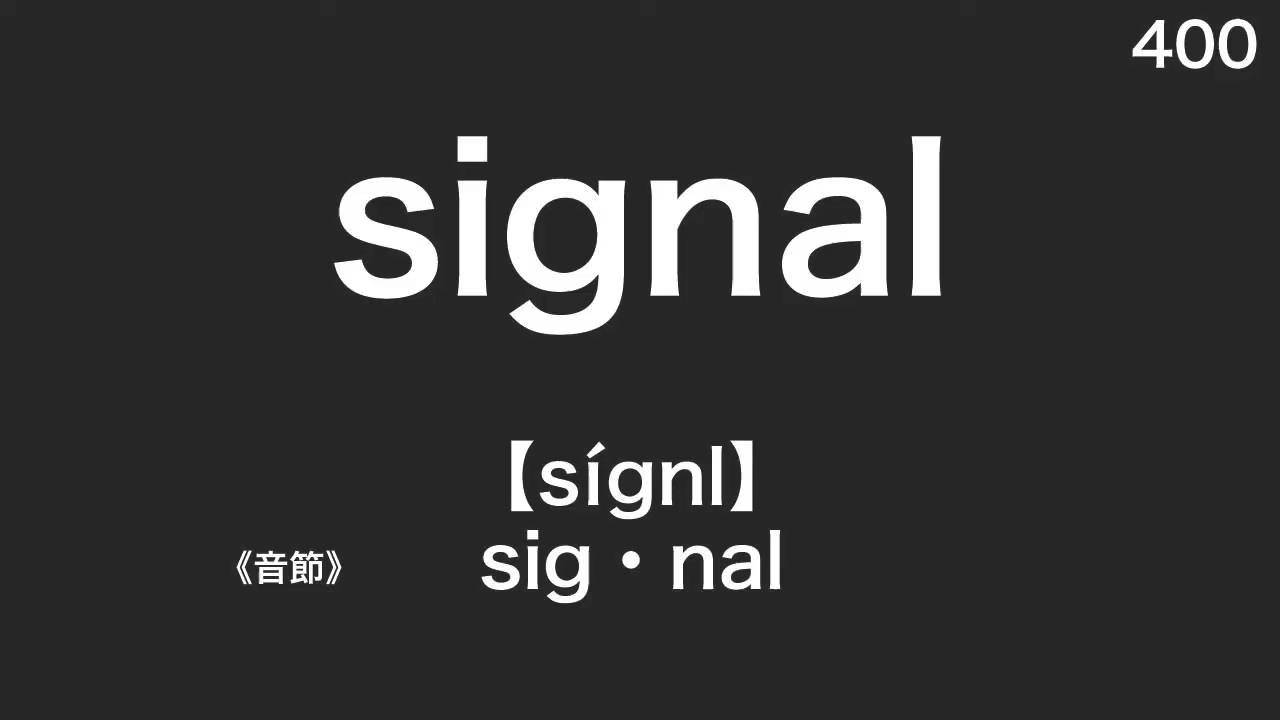 400
signal
【sígnl】
《音節》 sig・nal